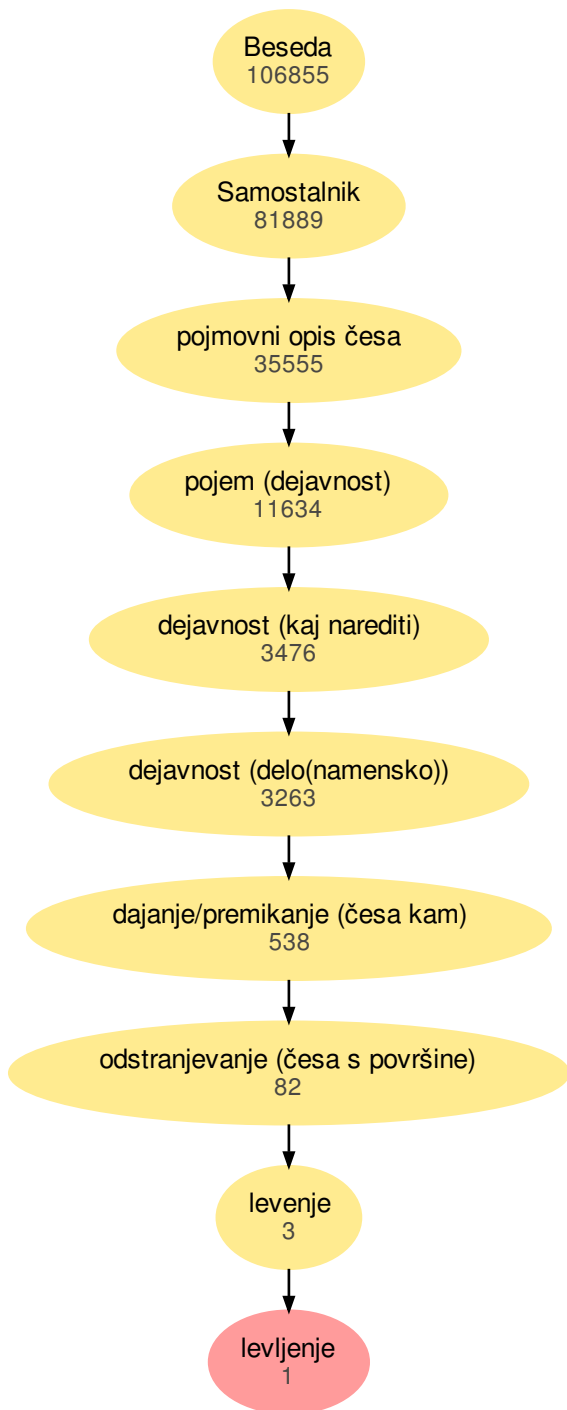 Beseda
106855
Samostalnik
81889
pojmovni opis česa
35555
pojem (dejavnost)
11634
dejavnost (kaj narediti)
3476
dejavnost (delo(namensko))
3263
dajanje/premikanje (česa kam)
538
odstranjevanje (česa s površine)
82
levenje
3
levljenje
1